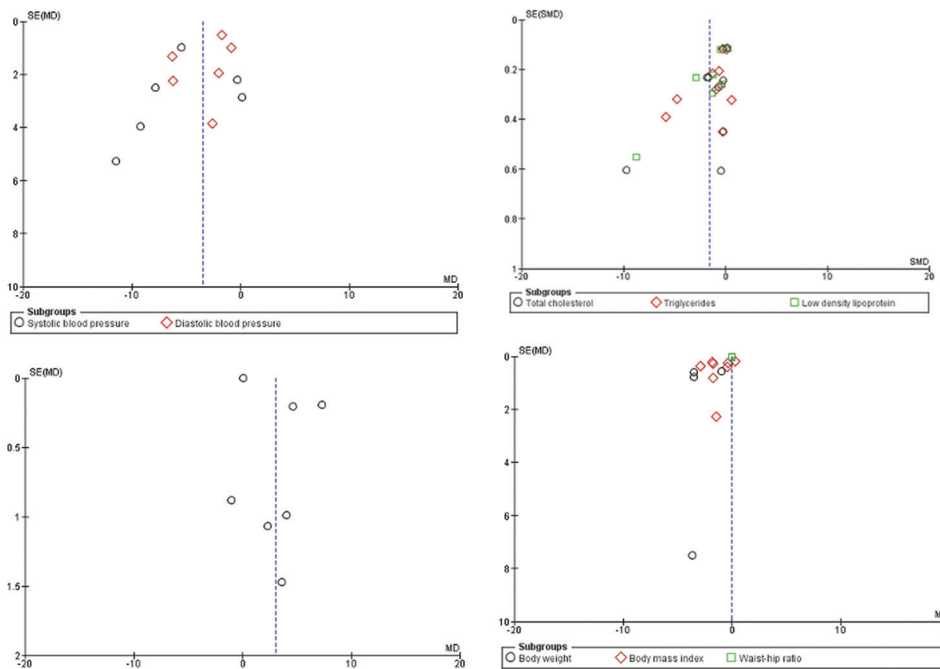 SE(MD)
0
2
4
6
8
10
-20
-10
0
10
20
MD
Subgroups
Systolic blood pressure
Diastolic blood pressure
SE(SMD)
0
0.2
0.4
0.6
0.8
1
-20
-10
0
10
20
SMD
Subgroups
Total cholesterol
Triglycerides
Low density lipoprotein
SE(MD)
0
0.5
1
1.5
2
-20
-10
0
10
20
MD
SE(MD)
0
2
4
6
8
10
-20
-10
0
10
M
Subgroups
Body weight
Body mass index
Waist-hip ratio